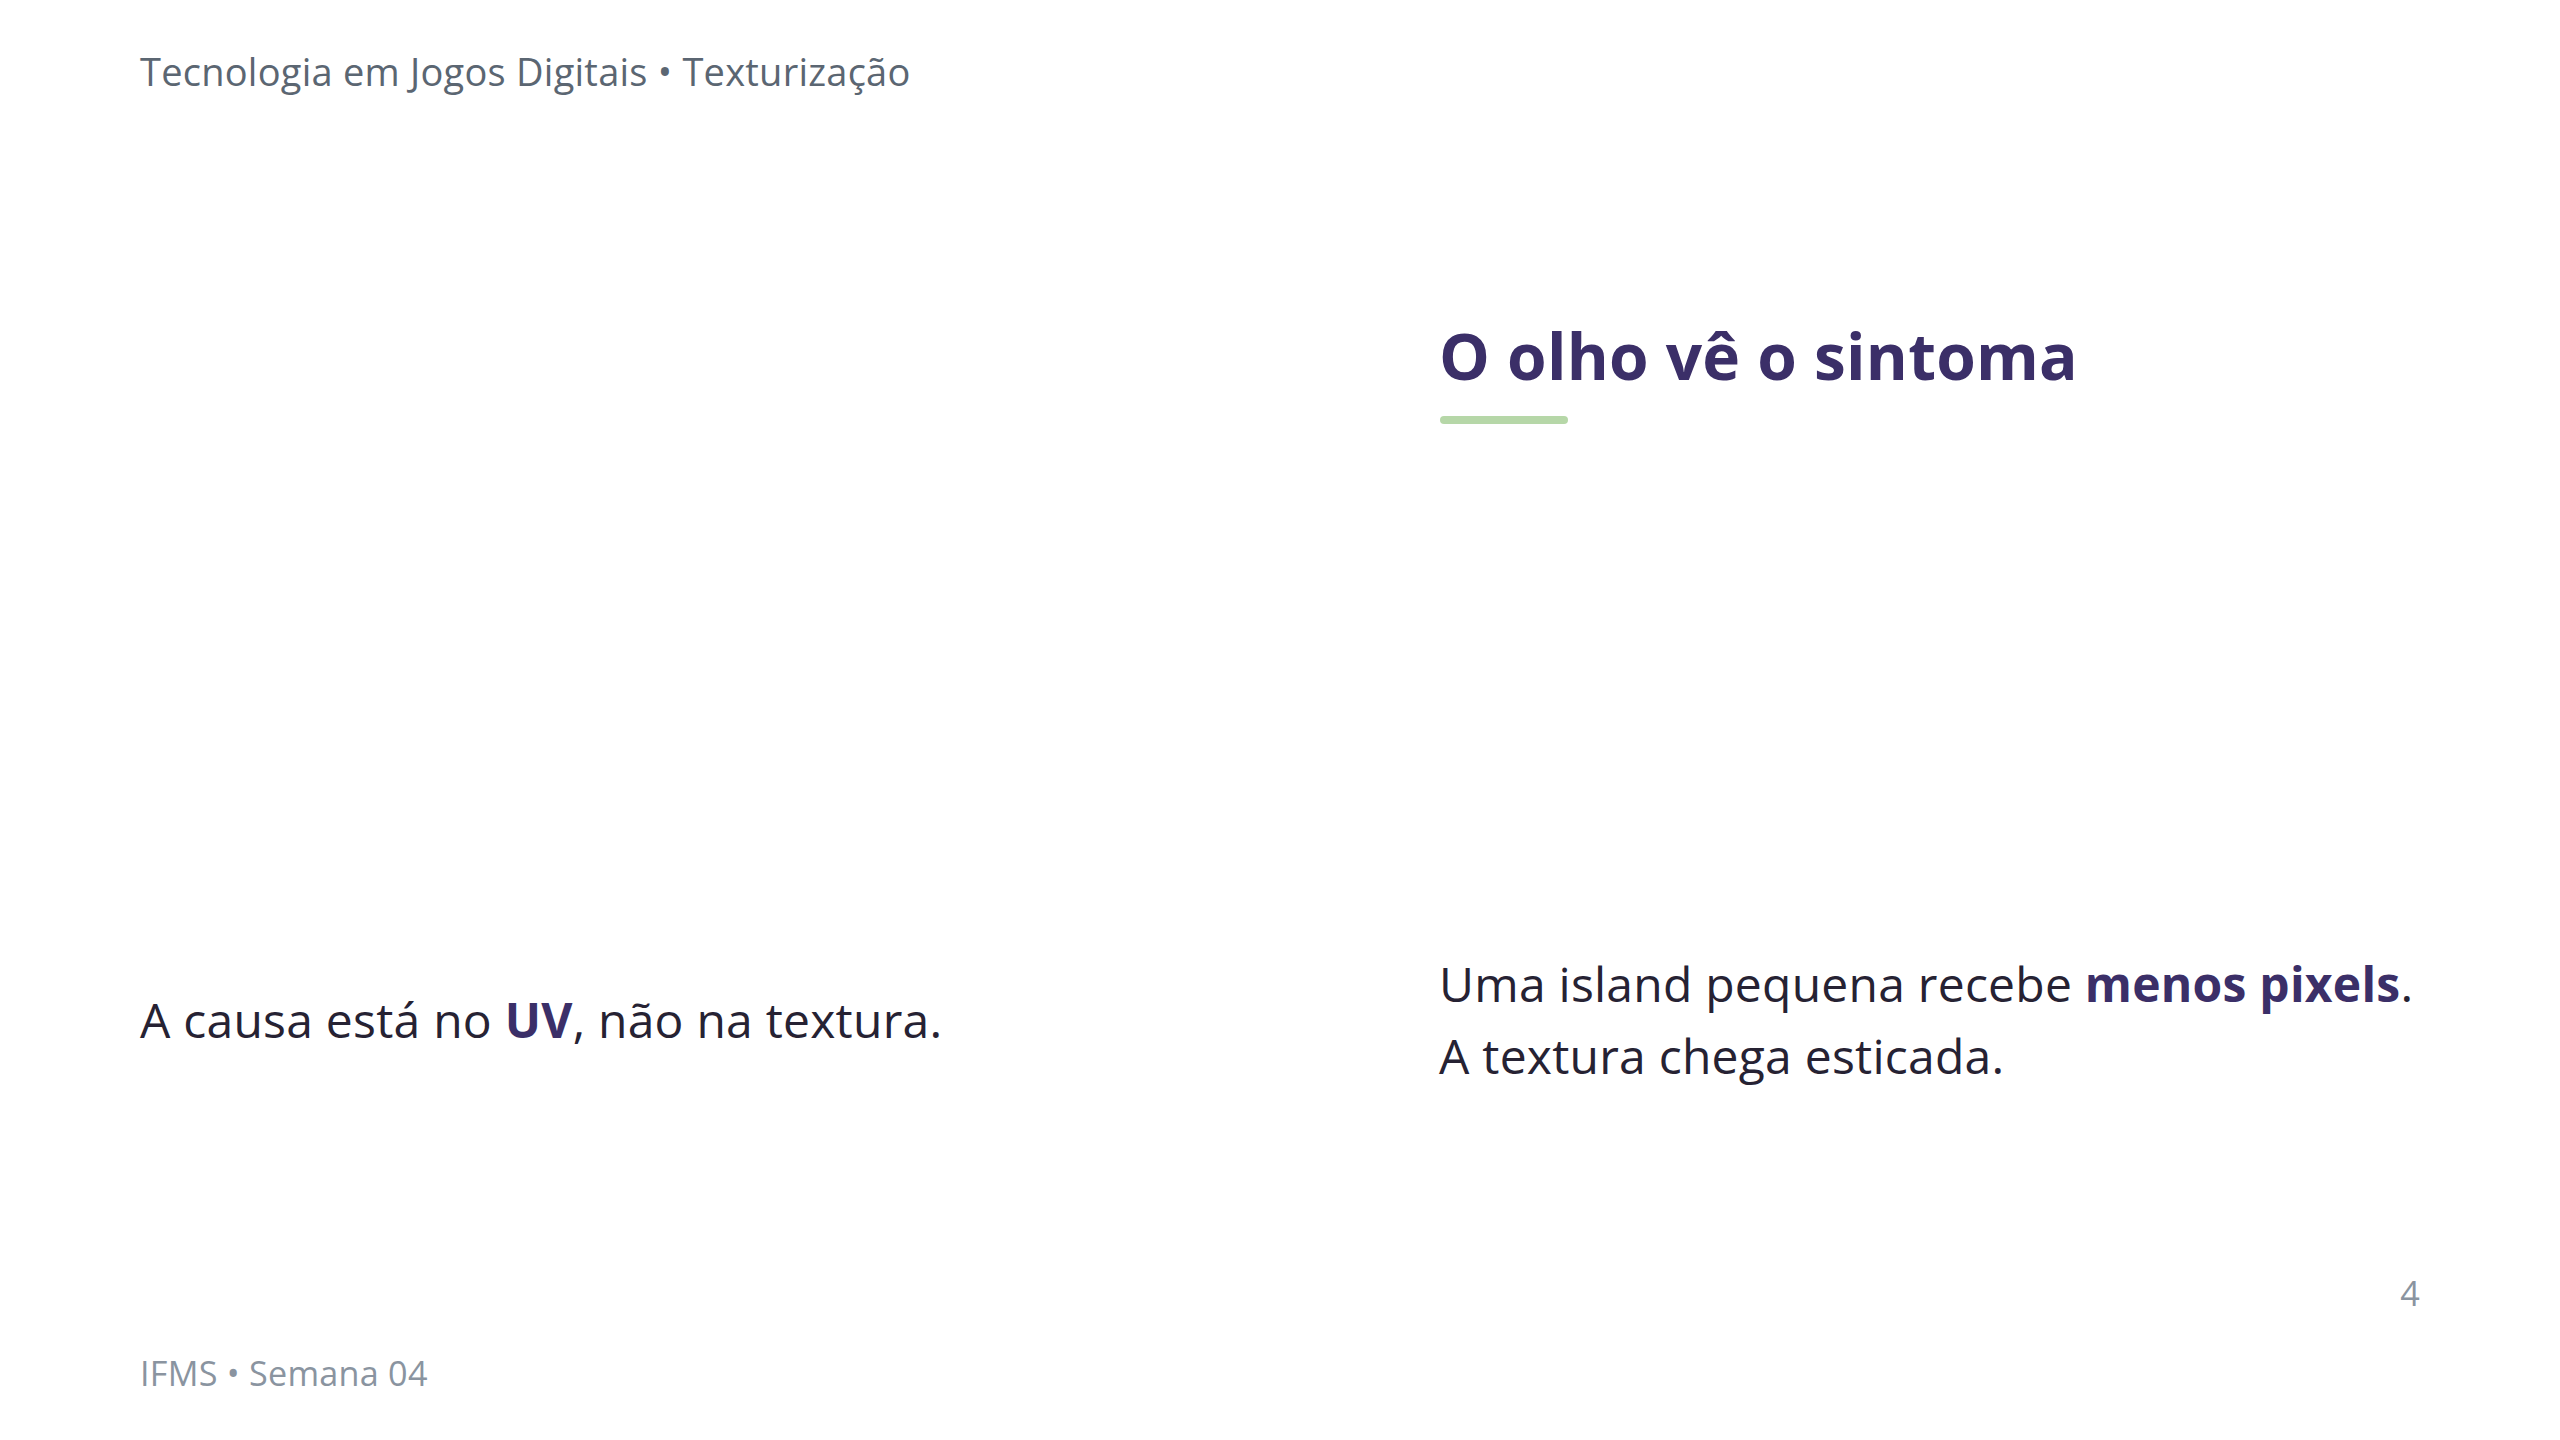 Tecnologia em Jogos Digitais • Texturização
O olho vê o sintoma
A causa está no UV, não na textura.
Uma island pequena recebe menos pixels.
A textura chega esticada.
4
IFMS • Semana 04